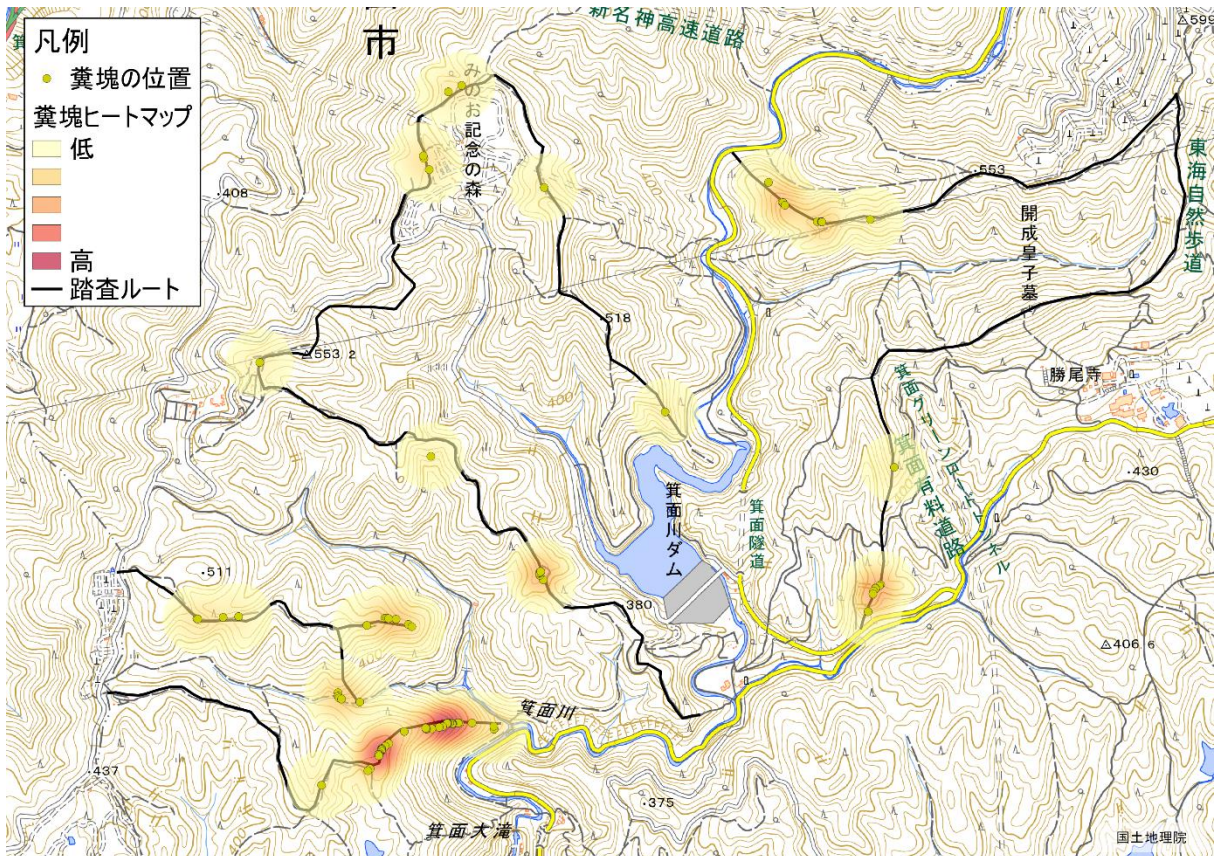 凡例
糞塊の位置
糞塊ヒートマップ
低
高
踏査ルート
市
新名神高速道路
599
みのお記念の森
408
400
553
東海自然歩道
開成皇子墓
518
553 2
400
勝尾寺
箕面グリーンロードトンネル
箕面有料道路
430
箕面川ダム
箕面隧道
511
380
406 6
400
箕面川
437
375
箕面大滝
国土地理院